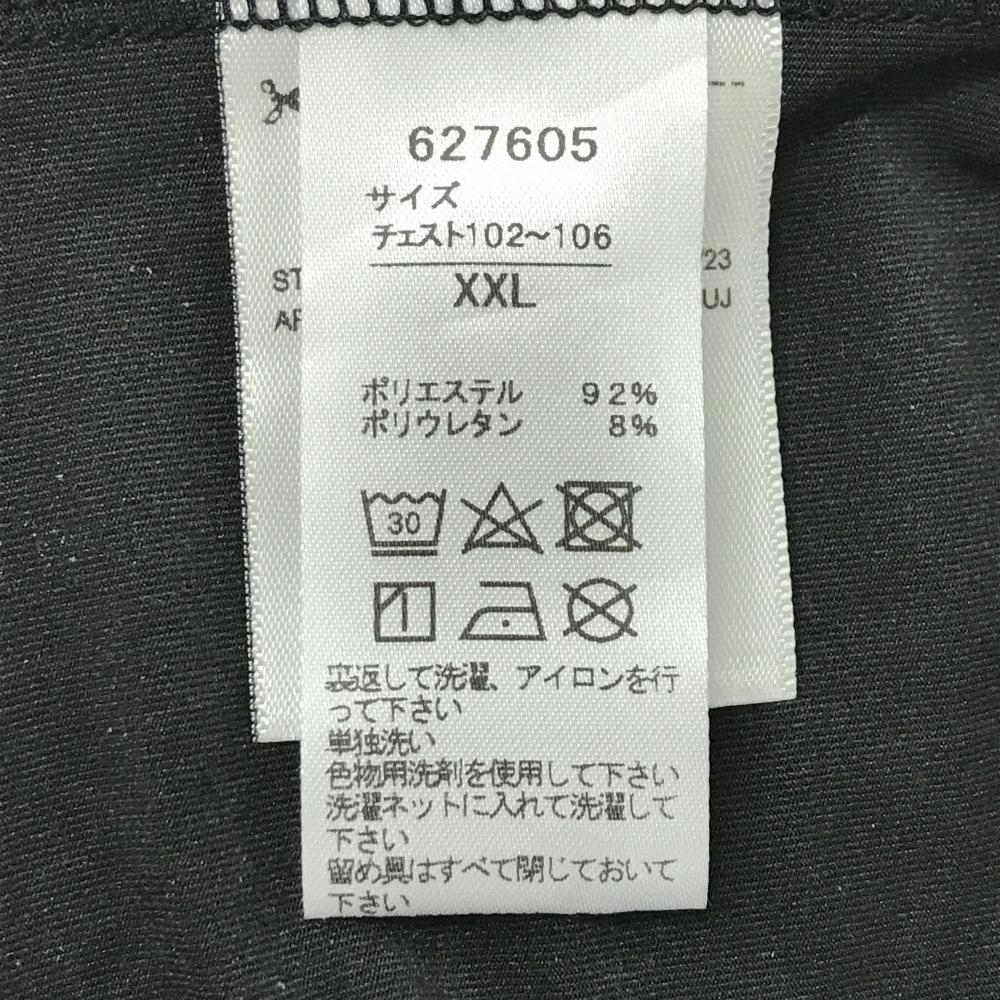 627605
サイズ
チェスト102～106
XXL
23
ST
UJ
ポリエステル 92%
ポリウレタン 8%
30
裏返して洗濯、アイロンを行
って下さい
単独洗い
色物用洗剤を使用して下さい
洗濯ネットに入れて洗濯して
下さい
留め具はすべて閉じておいて
下さい